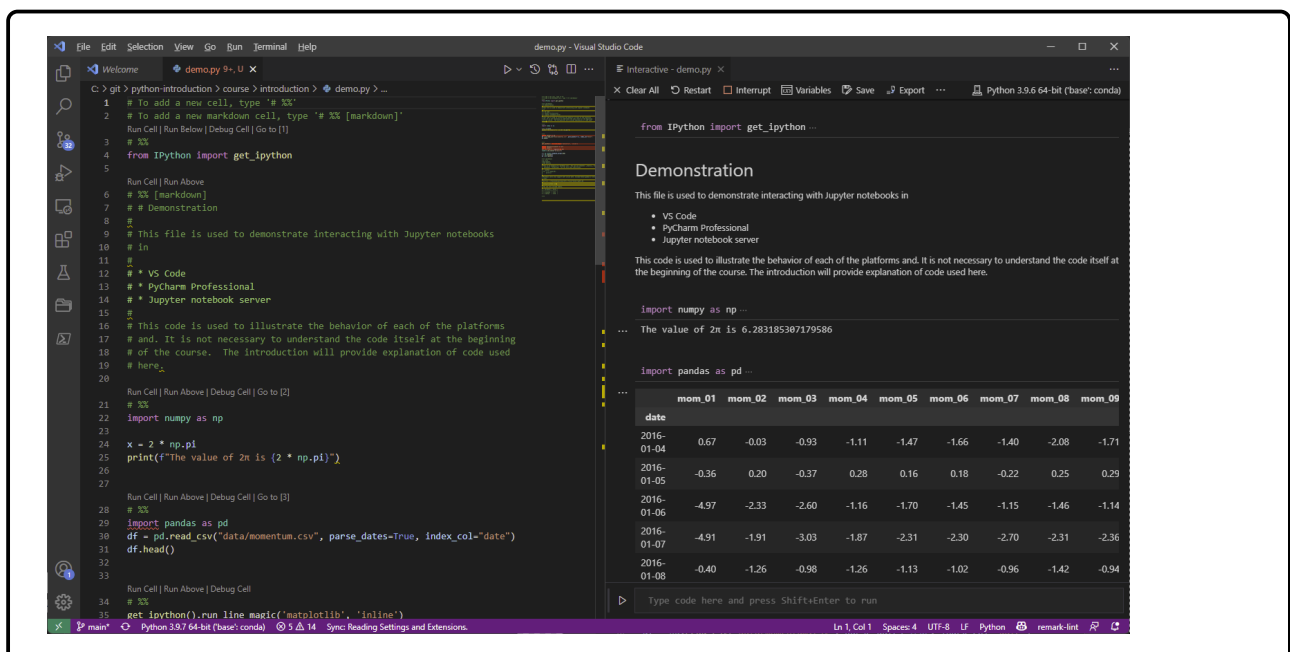 File Edit Selection View Go Run Terminal Help demo.py - Visual Studio Code
Welcome demo.py 9+, U
C: > git > python-introduction > course > introduction > demo.py > ...
1 # To add a new cell, type '# %%'
2 # To add a new markdown cell, type '# %% [markdown]'
Run Cell | Run Below | Debug Cell | Go to [1]
3 # %%
4 from IPython import get_ipython
5
Run Cell | Run Above
6 # %% [markdown]
7 # # Demonstration
8 #
9 # This file is used to demonstrate interacting with Jupyter notebooks
10 # in
11 #
12 # * VS Code
13 # * PyCharm Professional
14 # * Jupyter notebook server
15 #
16 # This code is used to illustrate the behavior of each of the platforms
17 # and. It is not necessary to understand the code itself at the beginning
18 # of the course.  The introduction will provide explanation of code used
19 # here.
20
Run Cell | Run Above | Debug Cell | Go to [2]
21 # %%
22 import numpy as np
23
24 x = 2 * np.pi
25 print(f"The value of 2π is {2 * np.pi}")
26
27
Run Cell | Run Above | Debug Cell | Go to [3]
28 # %%
29 import pandas as pd
30 df = pd.read_csv("data/momentum.csv", parse_dates=True, index_col="date")
31 df.head()
32
33
Run Cell | Run Above | Debug Cell
34 # %%
35 get_ipython().run_line_magic('matplotlib', 'inline')
32
1
Interactive - demo.py
Clear All Restart Interrupt Variables Save Export ... Python 3.9.6 64-bit ('base': conda)
from IPython import get_ipython ...
Demonstration
This file is used to demonstrate interacting with Jupyter notebooks in
• VS Code
• PyCharm Professional
• Jupyter notebook server
This code is used to illustrate the behavior of each of the platforms and. It is not necessary to understand the code itself at
the beginning of the course. The introduction will provide explanation of code used here.
import numpy as np ...
... The value of 2π is 6.283185307179586
import pandas as pd ...
... mom_01 mom_02 mom_03 mom_04 mom_05 mom_06 mom_07 mom_08 mom_09
date
2016-
01-04 0.67 -0.03 -0.93 -1.11 -1.47 -1.66 -1.40 -2.08 -1.71
2016-
01-05 -0.36 0.20 -0.37 0.28 0.16 0.18 -0.22 0.25 0.29
2016-
01-06 -4.97 -2.33 -2.60 -1.16 -1.70 -1.45 -1.15 -1.46 -1.14
2016-
01-07 -4.91 -1.91 -3.03 -1.87 -2.31 -2.30 -2.70 -2.31 -2.36
2016-
01-08 -0.40 -1.26 -0.98 -1.26 -1.13 -1.02 -0.96 -1.42 -0.94
Type code here and press Shift+Enter to run
main* Python 3.9.7 64-bit ('base': conda) 5 14 Sync: Reading Settings and Extensions. Ln 1, Col 1 Spaces: 4 UTF-8 LF Python remark-lint